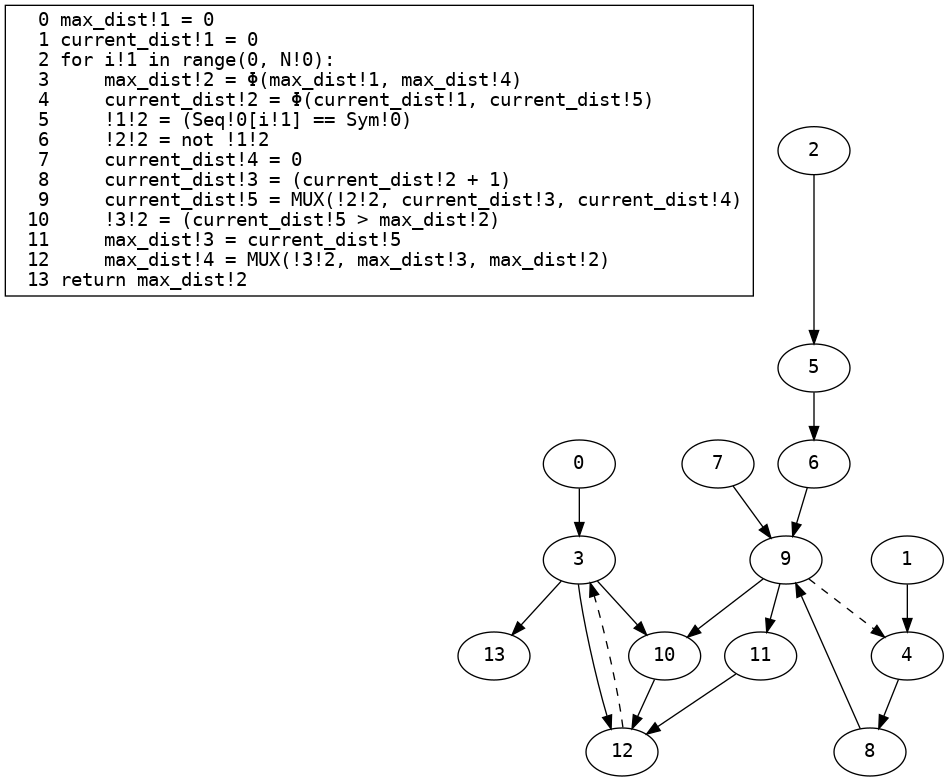 0 max_dist!1 = 0
1 current_dist!1 = 0
2 for i!1 in range(0, N!0):
3     max_dist!2 = Φ(max_dist!1, max_dist!4)
4     current_dist!2 = Φ(current_dist!1, current_dist!5)
5     !1!2 = (Seq!0[i!1] == Sym!0)
6     !2!2 = not !1!2
7     current_dist!4 = 0
8     current_dist!3 = (current_dist!2 + 1)
9     current_dist!5 = MUX(!2!2, current_dist!3, current_dist!4)
10     !3!2 = (current_dist!5 > max_dist!2)
11     max_dist!3 = current_dist!5
12     max_dist!4 = MUX(!3!2, max_dist!3, max_dist!2)
13 return max_dist!2
2
5
0
7
6
3
9
1
13
10
11
4
12
8